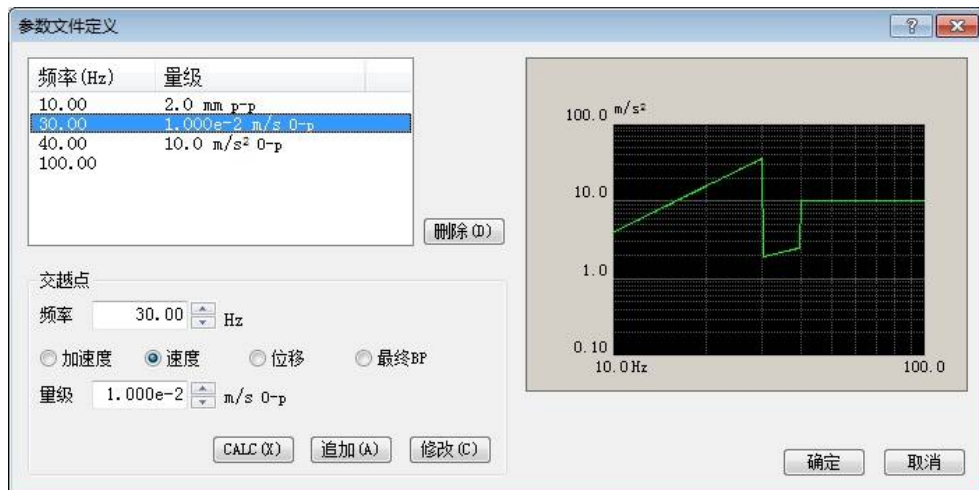 参数文件定义
频率(Hz) 量级
10.00 2.0 mm p-p
30.00 1.000e-2 m/s 0-p
40.00 10.0 m/s² 0-p
100.00
删除(D)
交越点
频率 30.00 Hz
加速度 速度 位移 最终BP
量级 1.000e-2 m/s 0-p
CALC(X) 追加(A) 修改(C)
100.0 m/s²
10.0
1.0
0.10
10.0Hz 100.0
确定 取消